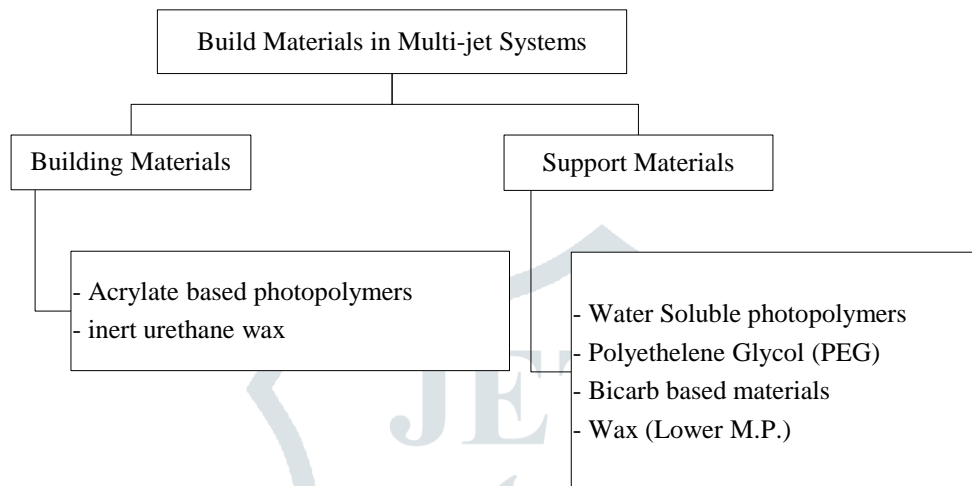 Build Materials in Multi-jet Systems
Building Materials
Support Materials
- Acrylate based photopolymers
- inert urethane wax
- Water Soluble photopolymers
- Polyethelene Glycol (PEG)
- Bicarb based materials
- Wax (Lower M.P.)